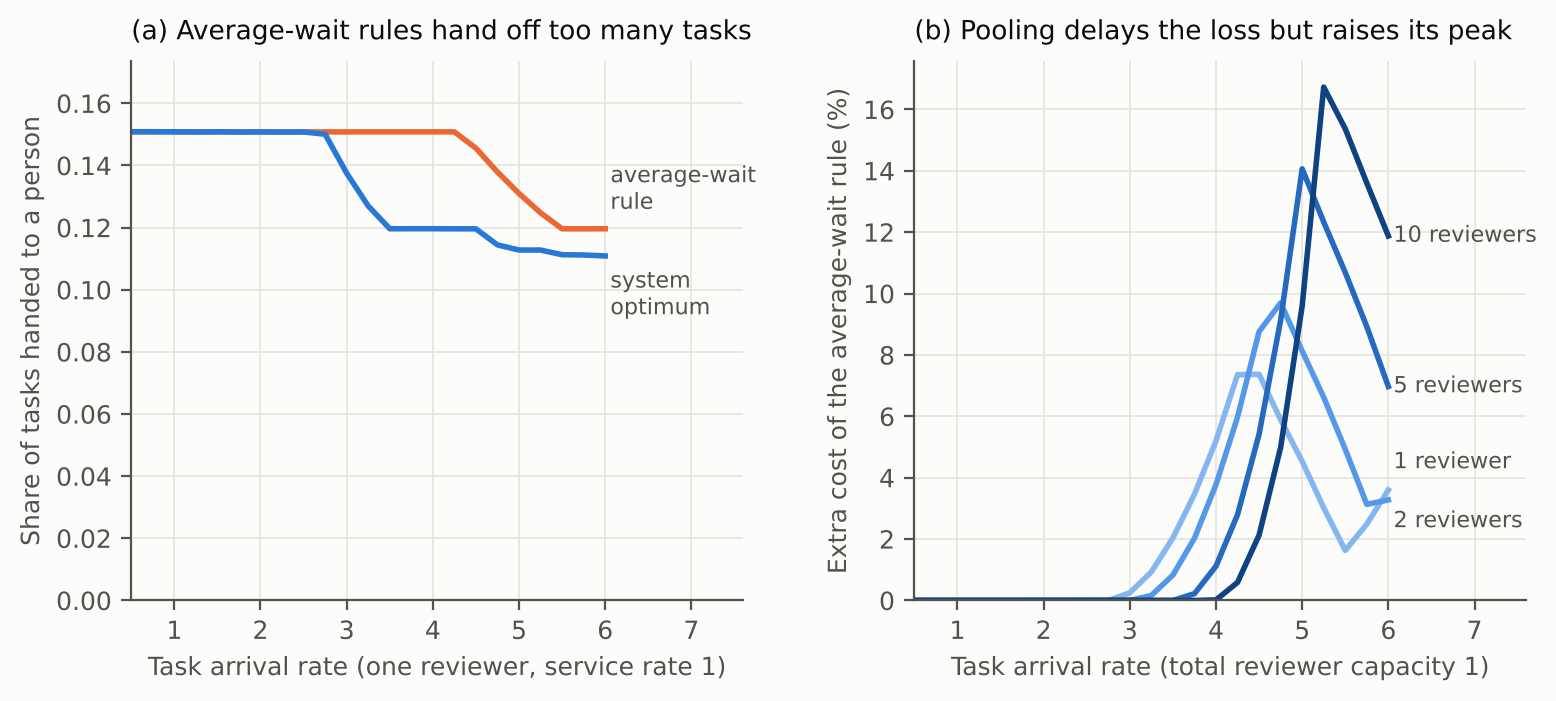 (a) Average-wait rules hand off too many tasks
Share of tasks handed to a person
0.16
0.14
0.12
0.10
0.08
0.06
0.04
0.02
0.00
average-wait
rule
system
optimum
1 2 3 4 5 6 7
Task arrival rate (one reviewer, service rate 1)
(b) Pooling delays the loss but raises its peak
Extra cost of the average-wait rule (%)
16
14
12
10
8
6
4
2
0
10 reviewers
5 reviewers
1 reviewer
2 reviewers
1 2 3 4 5 6 7
Task arrival rate (total reviewer capacity 1)